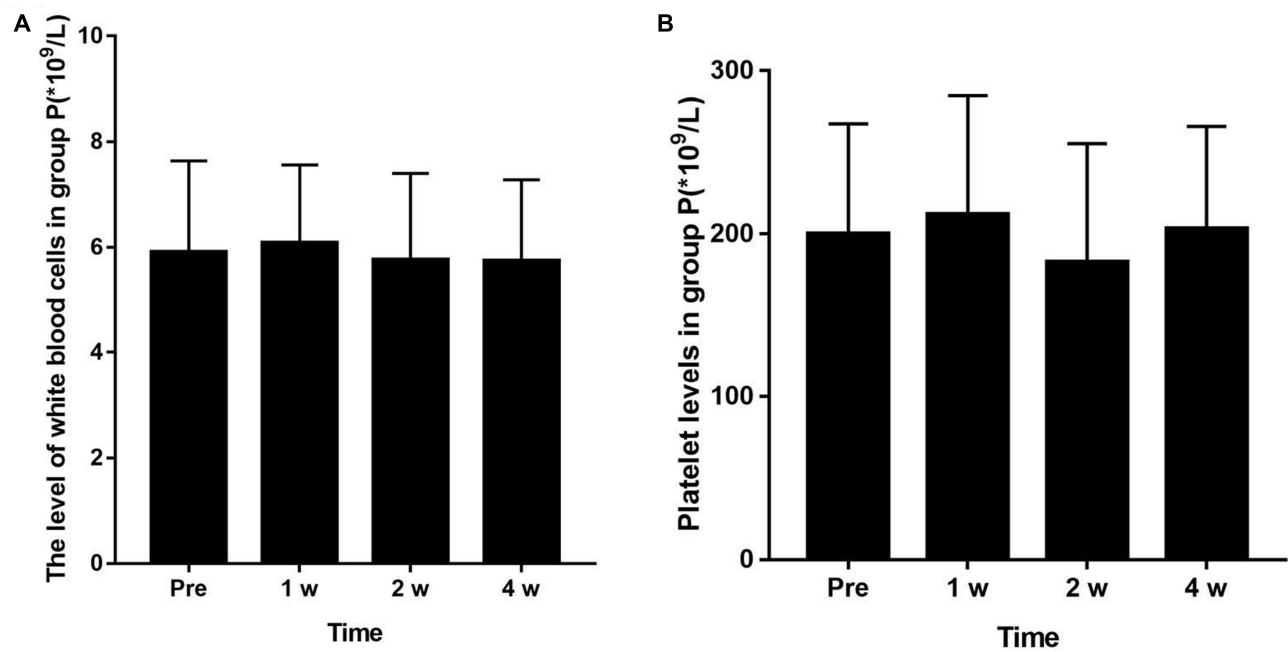 A
The level of white blood cells in group P(*10⁹/L)
10
8
6
4
2
0
Pre 1 w 2 w 4 w
Time
B
Platelet levels in group P(*10⁹/L)
300
200
100
0
Pre 1 w 2 w 4 w
Time